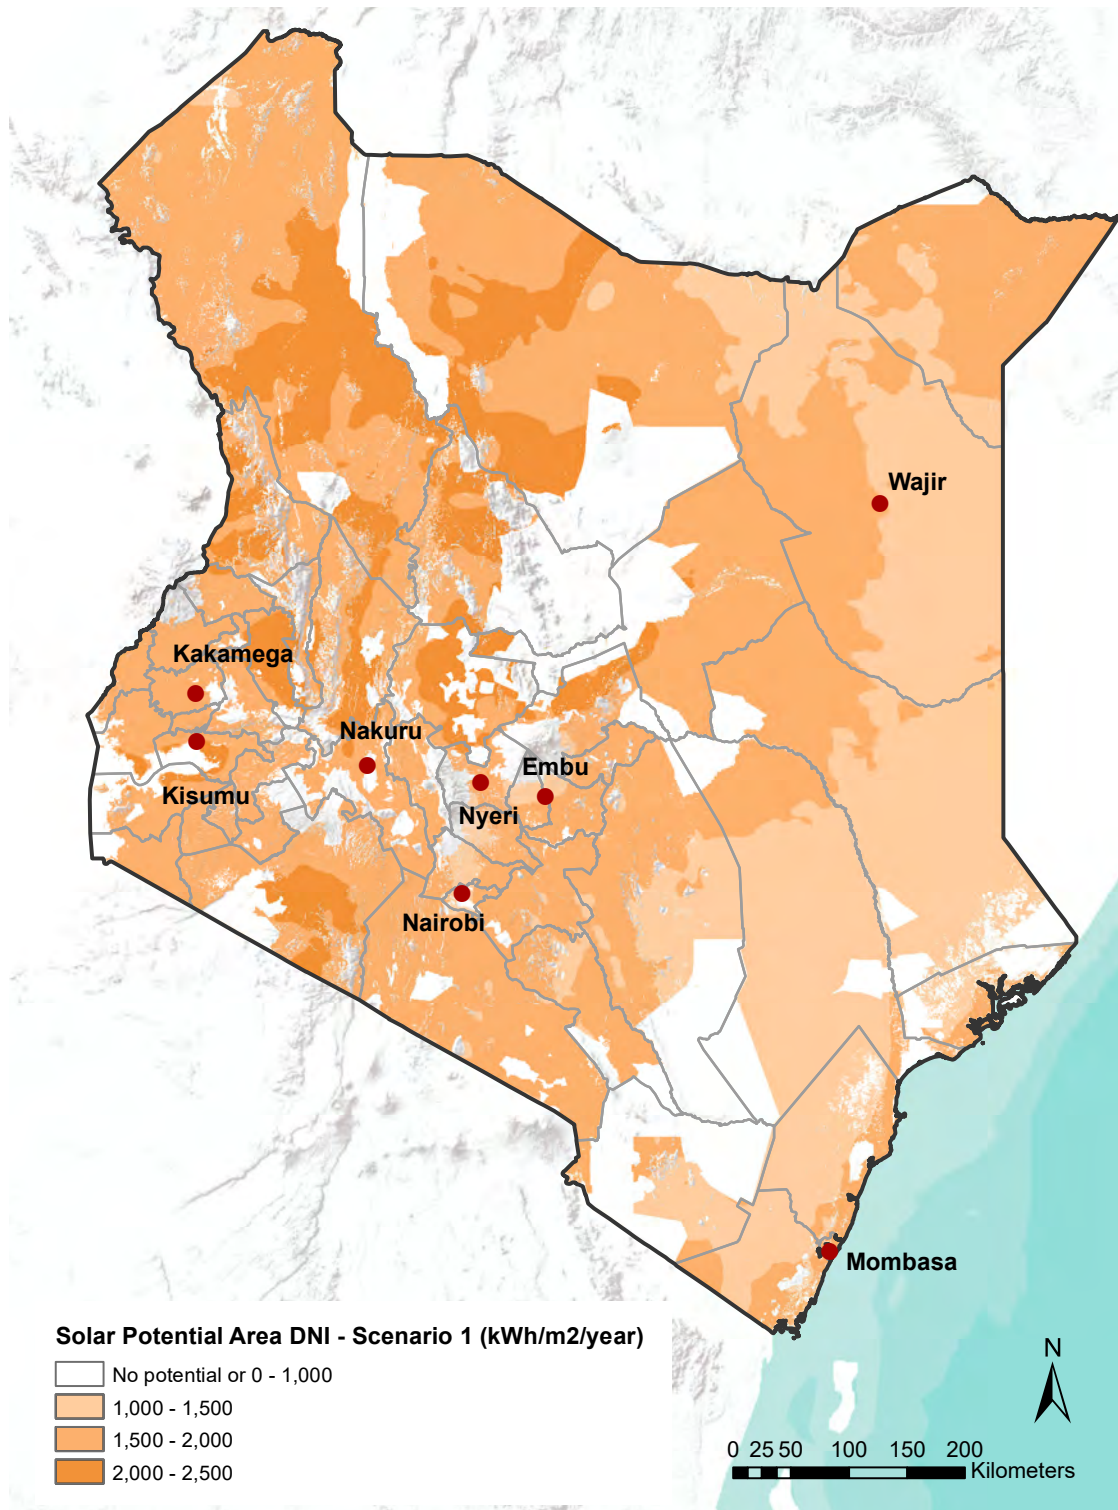 Wajir
Kakamega
Nakuru
Embu
Kisumu
Nyeri
Nairobi
Mombasa
Solar Potential Area DNI - Scenario 1 (kWh/m2/year)
No potential or 0 - 1,000
1,000 - 1,500
1,500 - 2,000
2,000 - 2,500
N
0 25 50 100 150 200
Kilometers